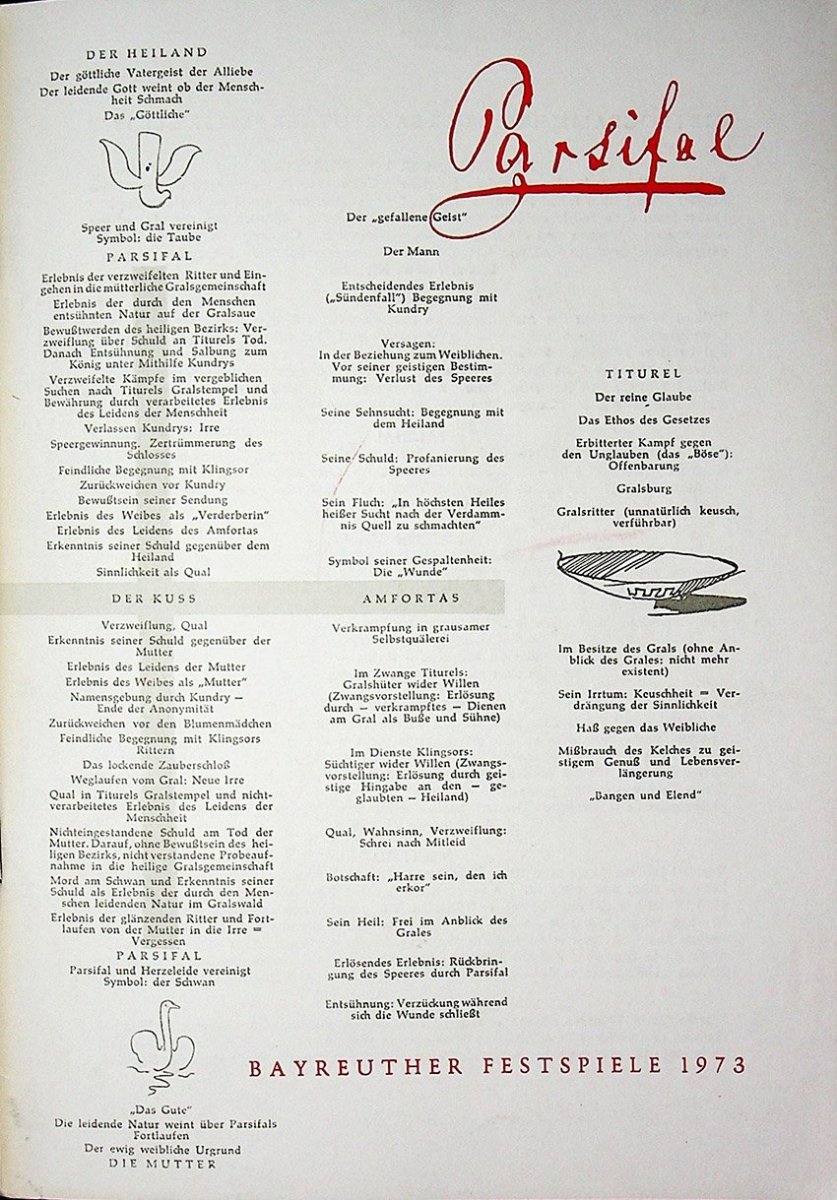 Parsifal
DER HEILAND
Der göttliche Vatergeist der Alliebe
Der leidende Gott weint ob der Mensch-
heit Schmach
Das „Göttliche"
Speer und Gral vereinigt
Symbol: die Taube
PARSIFAL
Erlebnis der verzweifelten Ritter und Ein-
gehen in die mütterliche Gralsgemeinschaft
Erlebnis der durch den Menschen
entsühnten Natur auf der Gralsaue
Bewußtwerden des heiligen Bezirks: Ver-
zweiflung über Schuld an Titurels Tod.
Danach Entsühnung und Salbung zum
König unter Mithilfe Kundrys
Verzweifelte Kämpfe im vergeblichen
Suchen nach Titurels Gralstempel und
Bewährung durch verarbeitetes Erlebnis
des Leidens der Menschheit
Verlassen Kundrys: Irre
Speergewinnung. Zertrümmerung des
Schlosses
Feindliche Begegnung mit Klingsor
Zurückweichen vor Kundry
Bewußtsein seiner Sendung
Erlebnis des Weibes als „Verderberin"
Erlebnis des Leidens des Amfortas
Erkenntnis seiner Schuld gegenüber dem
Heiland
Sinnlichkeit als Qual
DER KUSS
Verzweiflung, Qual
Erkenntnis seiner Schuld gegenüber der
Mutter
Erlebnis des Leidens der Mutter
Erlebnis des Weibes als „Mutter"
Namensgebung durch Kundry –
Ende der Anonymität
Zurückweichen vor den Blumenmädchen
Feindliche Begegnung mit Klingsors
Rittern
Das lockende Zauberschloß
Weglaufen vom Gral: Neue Irre
Qual in Titurels Gralstempel und nicht-
verarbeitetes Erlebnis des Leidens der
Menschheit
Nichteingestandene Schuld am Tod der
Mutter. Darauf, ohne Bewußtsein des hei-
ligen Bezirks, nicht verstandene Probeauf-
nahme in die heilige Gralsgemeinschaft
Mord am Schwan und Erkenntnis seiner
Schuld als Erlebnis der durch den Men-
schen leidenden Natur im Gralswald
Erlebnis der glänzenden Ritter und Fort-
laufen von der Mutter in die Irre =
Vergessen
PARSIFAL
Parsifal und Herzeleide vereinigt
Symbol: der Schwan
„Das Gute"
Die leidende Natur weint über Parsifals
Fortlaufen
Der ewig weibliche Urgrund
DIE MUTTER
Der „gefallene Geist"
Der Mann
Entscheidendes Erlebnis
(„Sündenfall") Begegnung mit
Kundry
Versagen:
In der Beziehung zum Weiblichen.
Vor seiner geistigen Bestim-
mung: Verlust des Speeres
Seine Sehnsucht: Begegnung mit
dem Heiland
Seine Schuld: Profanierung des
Speeres
Sein Fluch: „In höchsten Heiles
heißer Sucht nach der Verdamm-
nis Quell zu schmachten"
Symbol seiner Gespaltenheit:
Die „Wunde"
AMFORTAS
Verkrampfung in grausamer
Selbstquälerei
Im Zwange Titurels:
Gralshüter wider Willen
(Zwangsvorstellung: Erlösung
durch – verkrampftes – Dienen
am Gral als Buße und Sühne)
Im Dienste Klingsors:
Süchtiger wider Willen (Zwangs-
vorstellung: Erlösung durch gei-
stige Hingabe an den – ge-
glaubten – Heiland)
Qual, Wahnsinn, Verzweiflung:
Schrei nach Mitleid
Botschaft: „Harre sein, den ich
erkor"
Sein Heil: Frei im Anblick des
Grales
Erlösendes Erlebnis: Rückbrin-
gung des Speeres durch Parsifal
Entsühnung: Verzückung während
sich die Wunde schließt
TITUREL
Der reine Glaube
Das Ethos des Gesetzes
Erbitterter Kampf gegen
den Unglauben (das „Böse"):
Offenbarung
Gralsburg
Gralsritter (unnatürlich keusch,
verführbar)
Im Besitze des Grals (ohne An-
blick des Grales: nicht mehr
existent)
Sein Irrtum: Keuschheit = Ver-
drängung der Sinnlichkeit
Haß gegen das Weibliche
Mißbrauch des Kelches zu gei-
stigem Genuß und Lebensver-
längerung
„Bangen und Elend"
BAYREUTHER FESTSPIELE 1973